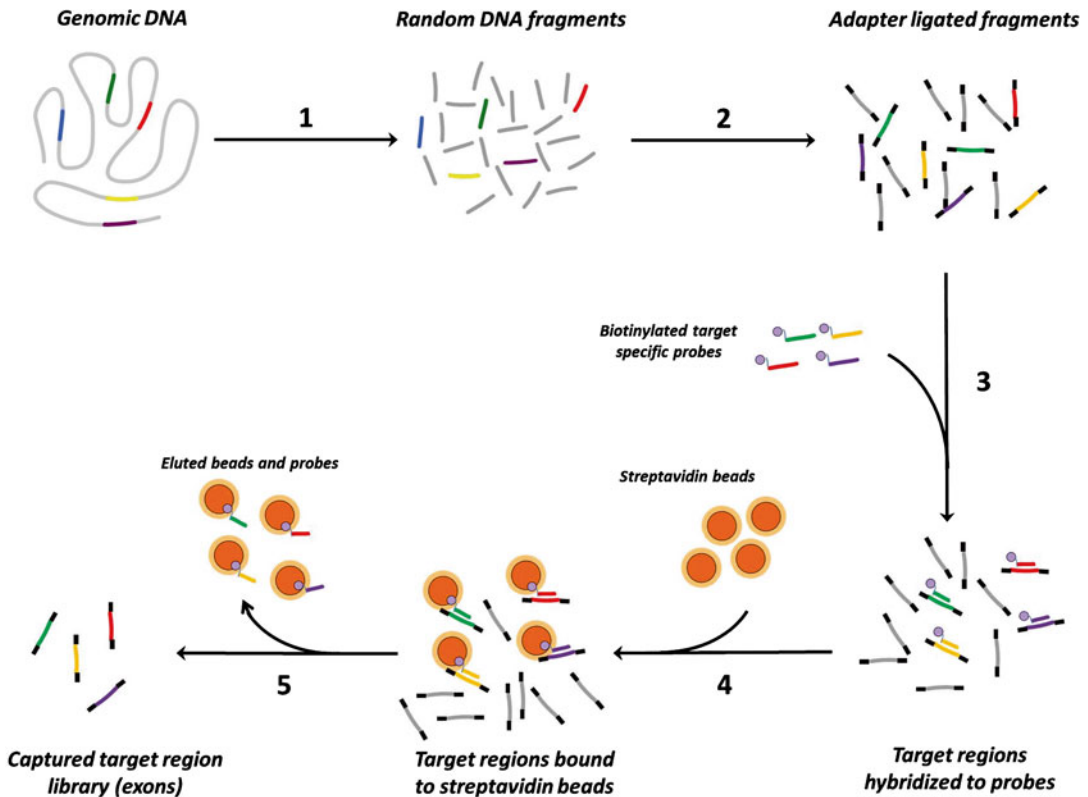 Genomic DNA
Random DNA fragments
Adapter ligated fragments
1
2
Biotinylated target
specific probes
3
Eluted beads and probes
Streptavidin beads
5
4
Captured target region
library (exons)
Target regions bound
to streptavidin beads
Target regions
hybridized to probes